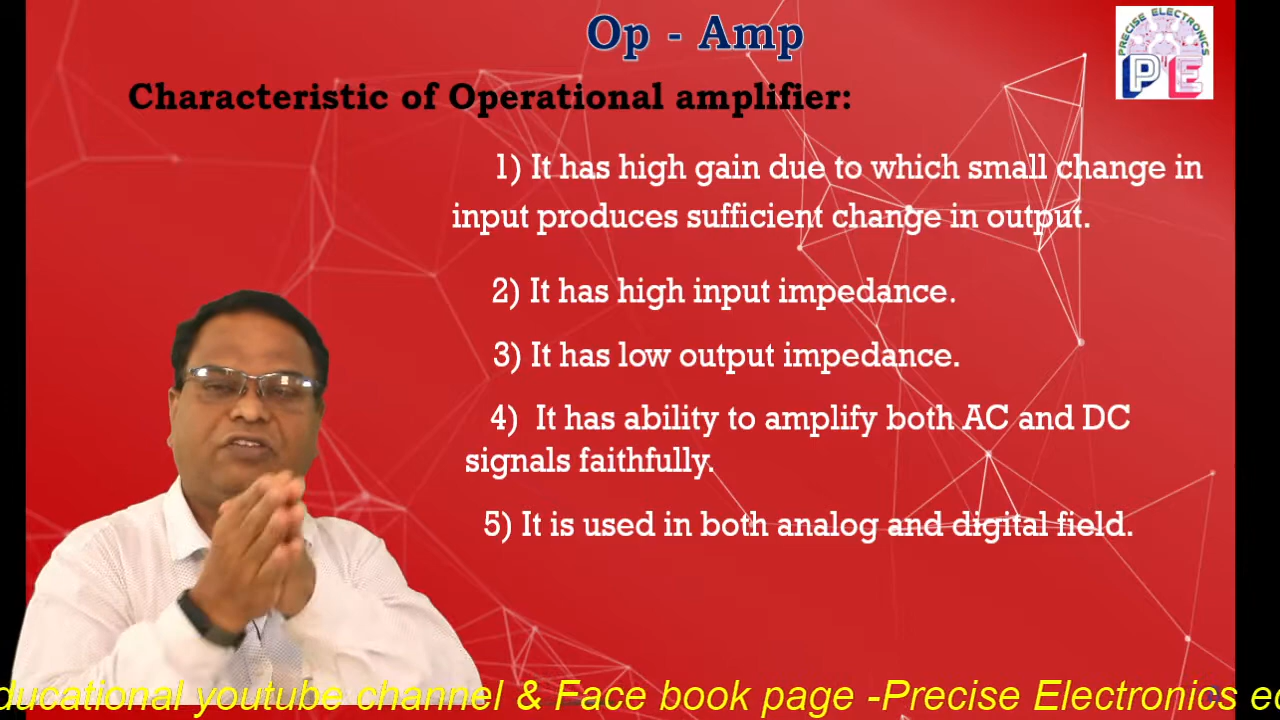 Op - Amp
PRECISE ELECTRONICS
PE
Characteristic of Operational amplifier:
1) It has high gain due to which small change in
input produces sufficient change in output.
2) It has high input impedance.
3) It has low output impedance.
4) It has ability to amplify both AC and DC
signals faithfully.
5) It is used in both analog and digital field.
ducational youtube channel & Face book page -Precise Electronics e